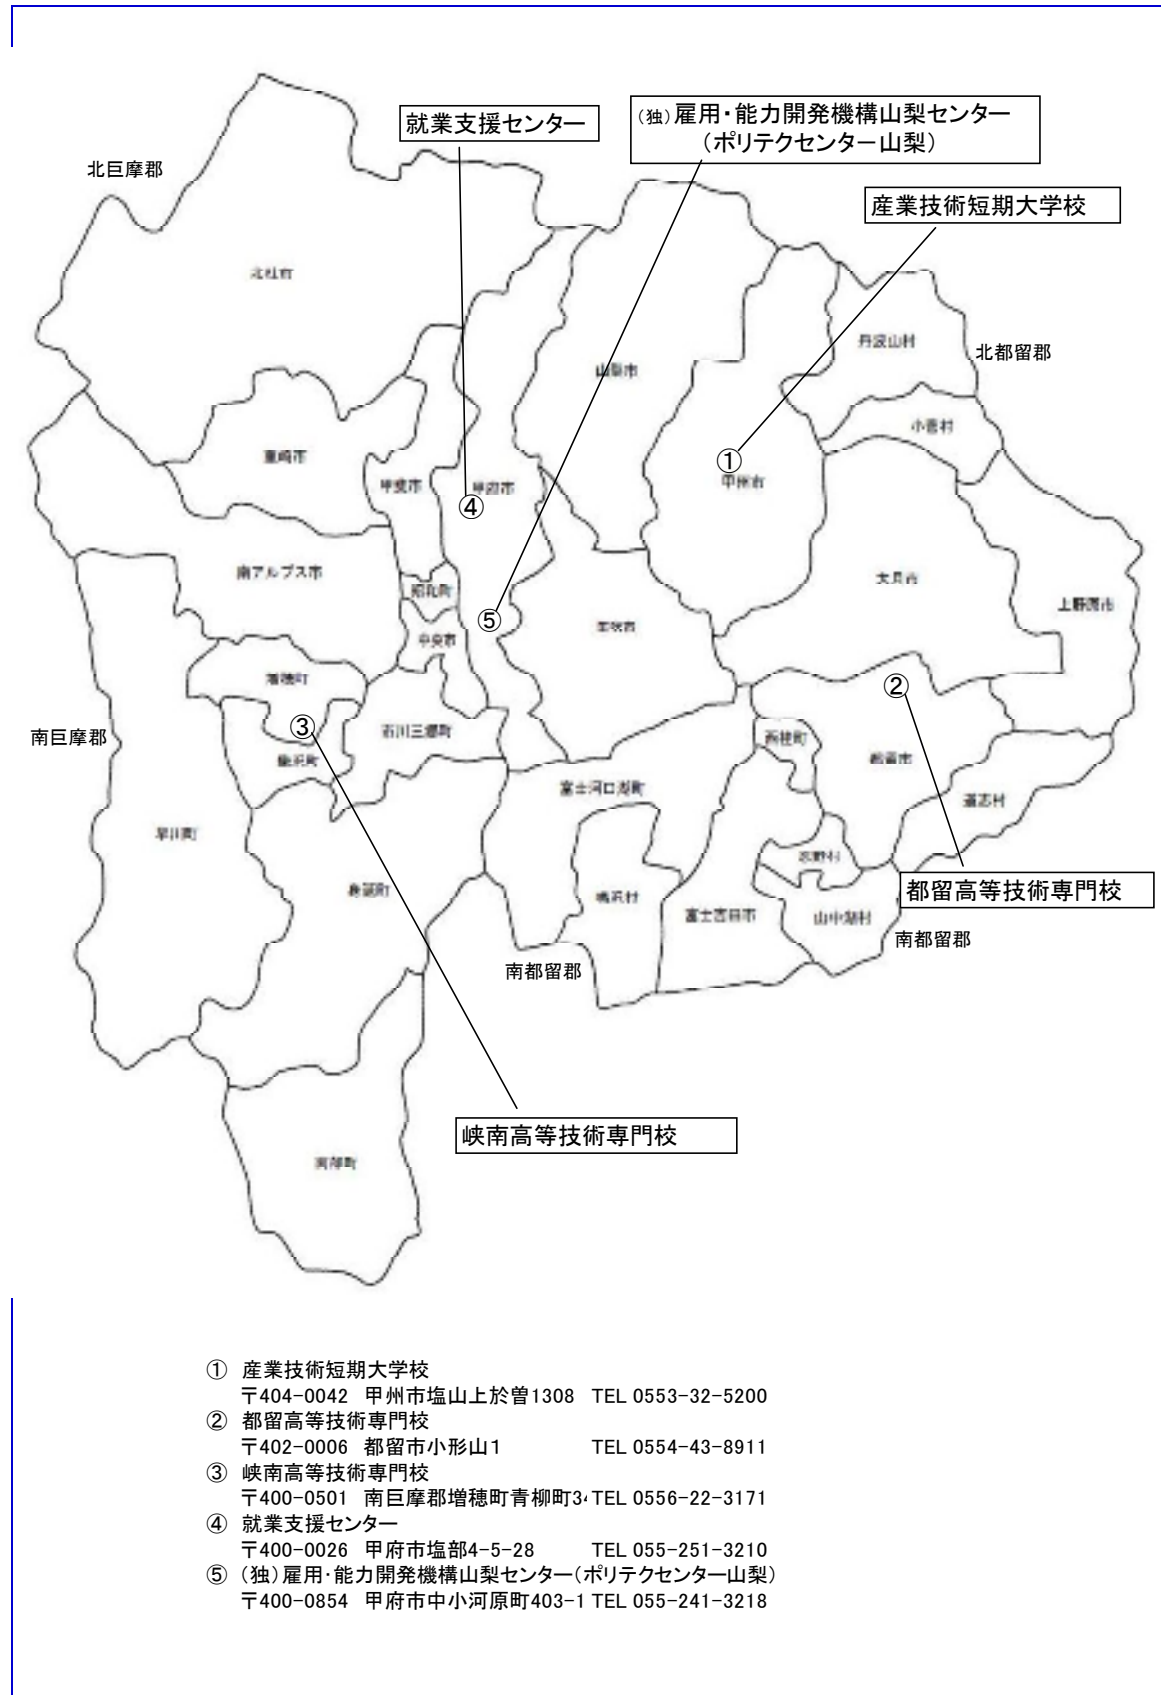 就業支援センター
（独）雇用・能力開発機構山梨センター
（ポリテクセンター山梨）
産業技術短期大学校
北巨摩郡
北杜市
丹波山村
北都留郡
山梨市
小菅村
韮崎市
①
甲州市
甲斐市
甲府市
④
南アルプス市
昭和町
大月市
上野原市
⑤
笛吹市
中央市
増穂町
②
南巨摩郡
③
市川三郷町
西桂町
都留市
鰍沢町
富士河口湖町
道志村
早川町
忍野村
身延町
鳴沢村
富士吉田市
山中湖村
都留高等技術専門校
南都留郡
南都留郡
峡南高等技術専門校
南部町
① 産業技術短期大学校
〒404-0042 甲州市塩山上於曽1308 TEL 0553-32-5200
② 都留高等技術専門校
〒402-0006 都留市小形山1 TEL 0554-43-8911
③ 峡南高等技術専門校
〒400-0501 南巨摩郡増穂町青柳町3 TEL 0556-22-3171
④ 就業支援センター
〒400-0026 甲府市塩部4-5-28 TEL 055-251-3210
⑤ （独）雇用・能力開発機構山梨センター（ポリテクセンター山梨）
〒400-0854 甲府市中小河原町403-1 TEL 055-241-3218